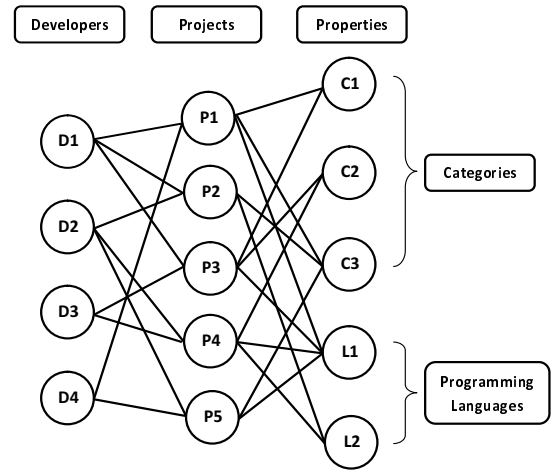 Developers
Projects
Properties
D1
D2
D3
D4
P1
P2
P3
P4
P5
C1
C2
C3
L1
L2
Categories
Programming
Languages